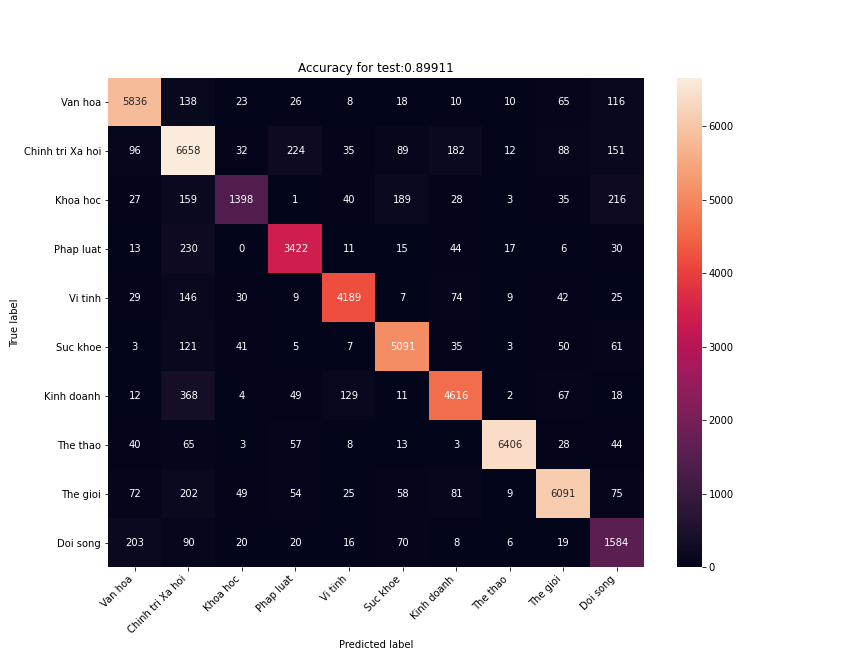 Accuracy for test:0.89911
Van hoa 5836 138 23 26 8 18 10 10 65 116
Chinh tri Xa hoi 96 6658 32 224 35 89 182 12 88 151
Khoa hoc 27 159 1398 1 40 189 28 3 35 216
Phap luat 13 230 0 3422 11 15 44 17 6 30
Vi tinh 29 146 30 9 4189 7 74 9 42 25
Suc khoe 3 121 41 5 7 5091 35 3 50 61
Kinh doanh 12 368 4 49 129 11 4616 2 67 18
The thao 40 65 3 57 8 13 3 6406 28 44
The gioi 72 202 49 54 25 58 81 9 6091 75
Doi song 203 90 20 20 16 70 8 6 19 1584
True label
Van hoa Chinh tri Xa hoi Khoa hoc Phap luat Vi tinh Suc khoe Kinh doanh The thao The gioi Doi song
Predicted label
6000
5000
4000
3000
2000
1000
0